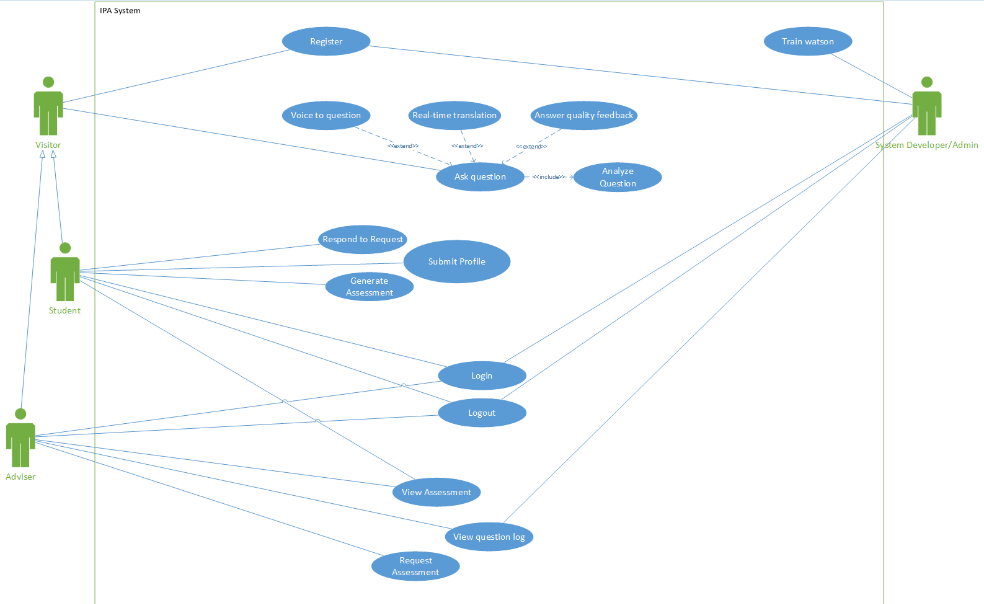 IPA System
Register
Train watson
Voice to question
Real-time translation
Answer quality feedback
Visitor
System Developer/Admin
<<extend>>
<<extend>>
<<extend>>
Ask question
<<include>>
Analyze
Question
Respond to Request
Submit Profile
Generate
Assessment
Student
Login
Logout
Adviser
View Assessment
View question log
Request
Assessment